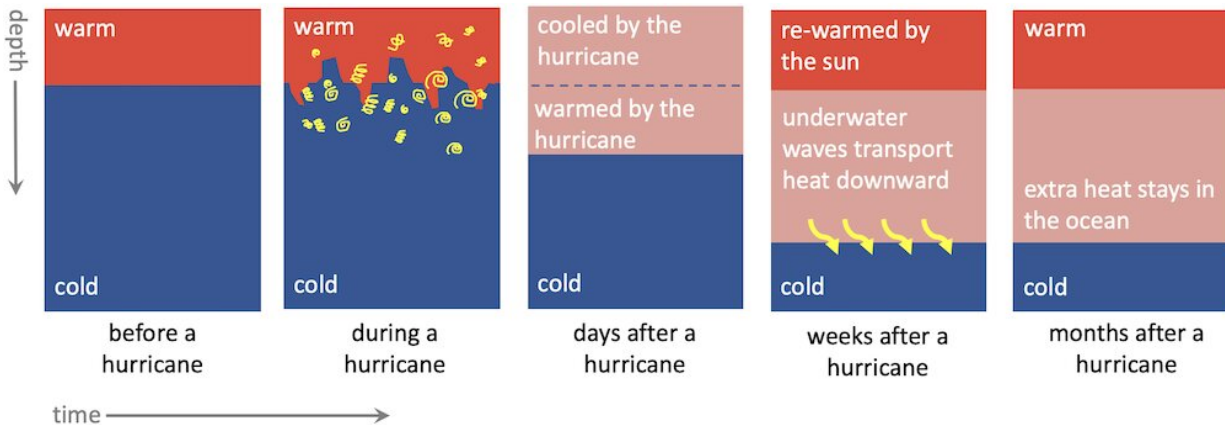 depth
warm
cold
before a
hurricane
warm
cold
during a
hurricane
cooled by the
hurricane
warmed by the
hurricane
days after a
hurricane
re-warmed by
the sun
underwater
waves transport
heat downward
cold
weeks after a
hurricane
warm
extra heat stays in
the ocean
cold
months after a
hurricane
time